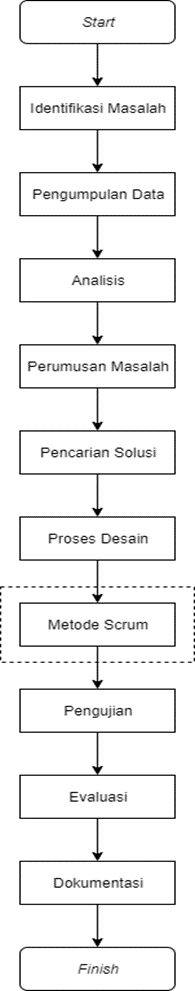 Start
Identifikasi Masalah
Pengumpulan Data
Analisis
Perumusan Masalah
Pencarian Solusi
Proses Desain
Metode Scrum
Pengujian
Evaluasi
Dokumentasi
Finish